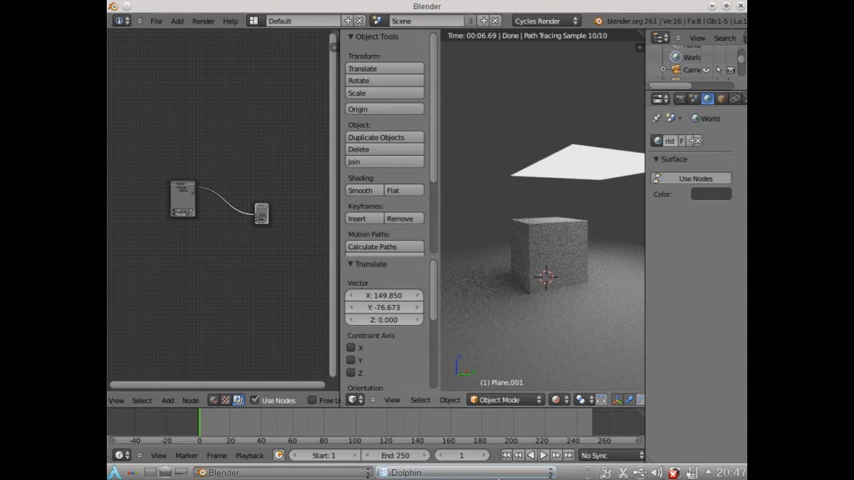 Blender
File Add Render Help Default Scene 3 Cycles Render blender.org 261 | Ve:16 | Fa:8 | Ob:1-5 | La:1
Object Tools
Transform:
Translate
Rotate
Scale
Origin
Object:
Duplicate Objects
Delete
Join
Shading:
Smooth Flat
Keyframes:
Insert Remove
Motion Paths:
Calculate Paths
Translate
Vector
X: 149.850
Y: -76.673
Z: 0.000
Constraint Axis
X
Y
Z
Orientation
Time: 00:06.69 | Done | Path Tracing Sample 10/10
(1) Plane.001
View Search
World
Came
World
F
Surface
Use Nodes
Color:
View Select Add Node Use Nodes Free U
View Select Object Object Mode
-40 -20 0 20 40 60 80 100 120 140 160 180 200 220 240 260
View Marker Frame Playback Start: 1 End: 250 1 No Sync
Blender Dolphin 20:47